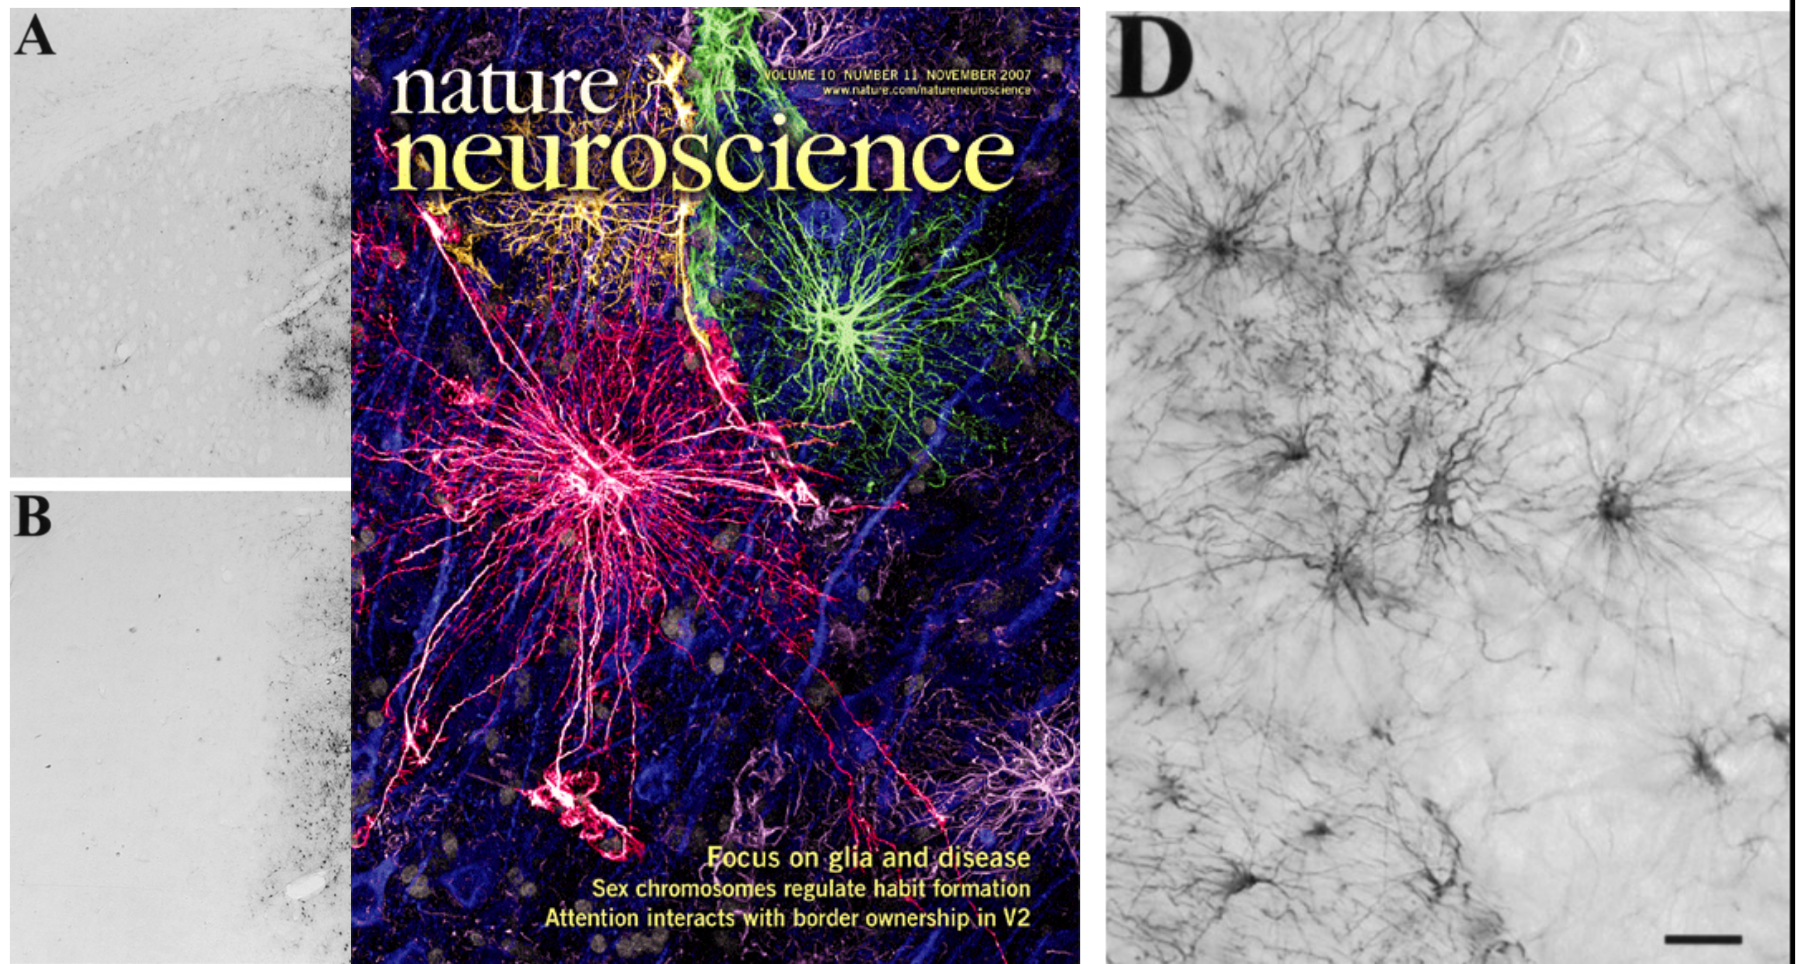 A
nature
VOLUME 10 NUMBER 11 NOVEMBER 2007
www.nature.com/natureneuroscience
neuroscience
Focus on glia and disease
Sex chromosomes regulate habit formation
Attention interacts with border ownership in V2
B
D